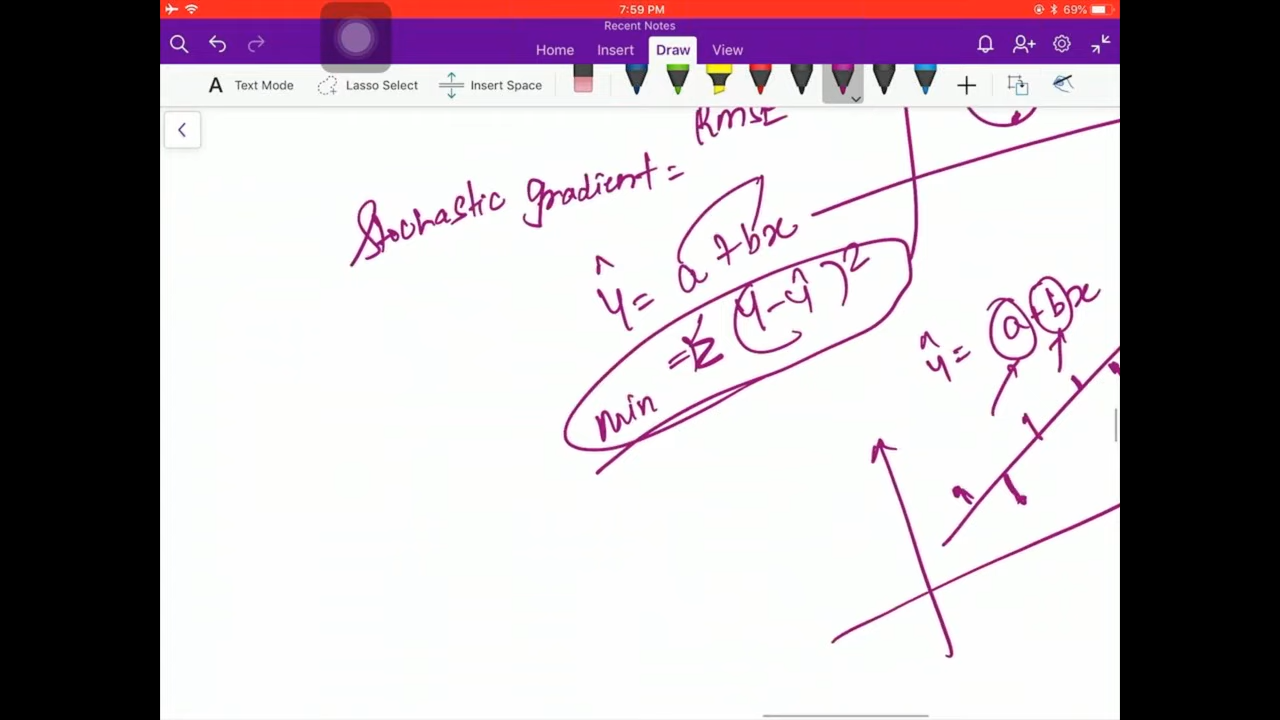 7:59 PM
69%
Recent Notes
Home Insert Draw View
A Text Mode Lasso Select Insert Space
RMSE
Stochastic gradient =
ŷ = a + bx
min = Σ (y - ŷ)²
ŷ = a + bx